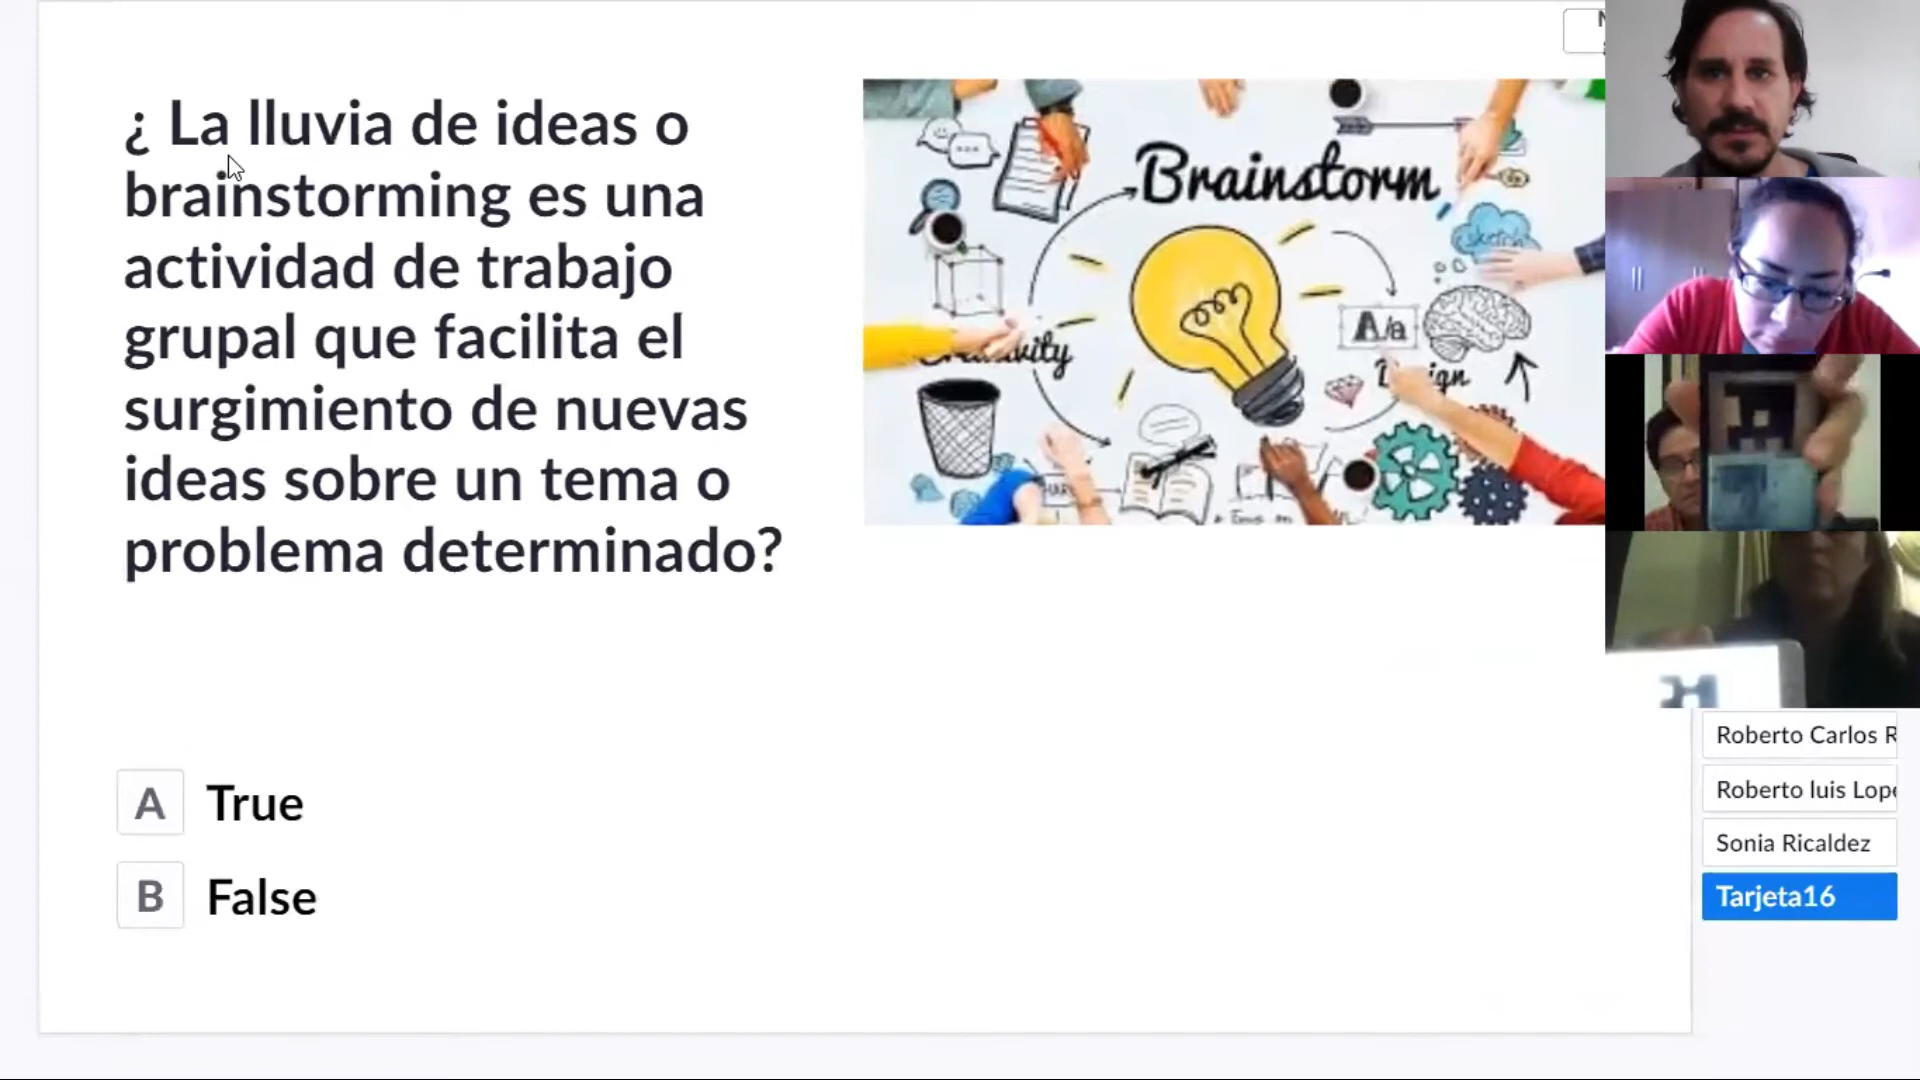 ¿ La lluvia de ideas o
brainstorming es una
actividad de trabajo
grupal que facilita el
surgimiento de nuevas
ideas sobre un tema o
problema determinado?
Brainstorm
sketch
A/a
A True
B False
Roberto Carlos R
Roberto luis Lop
Sonia Ricaldez
Tarjeta16